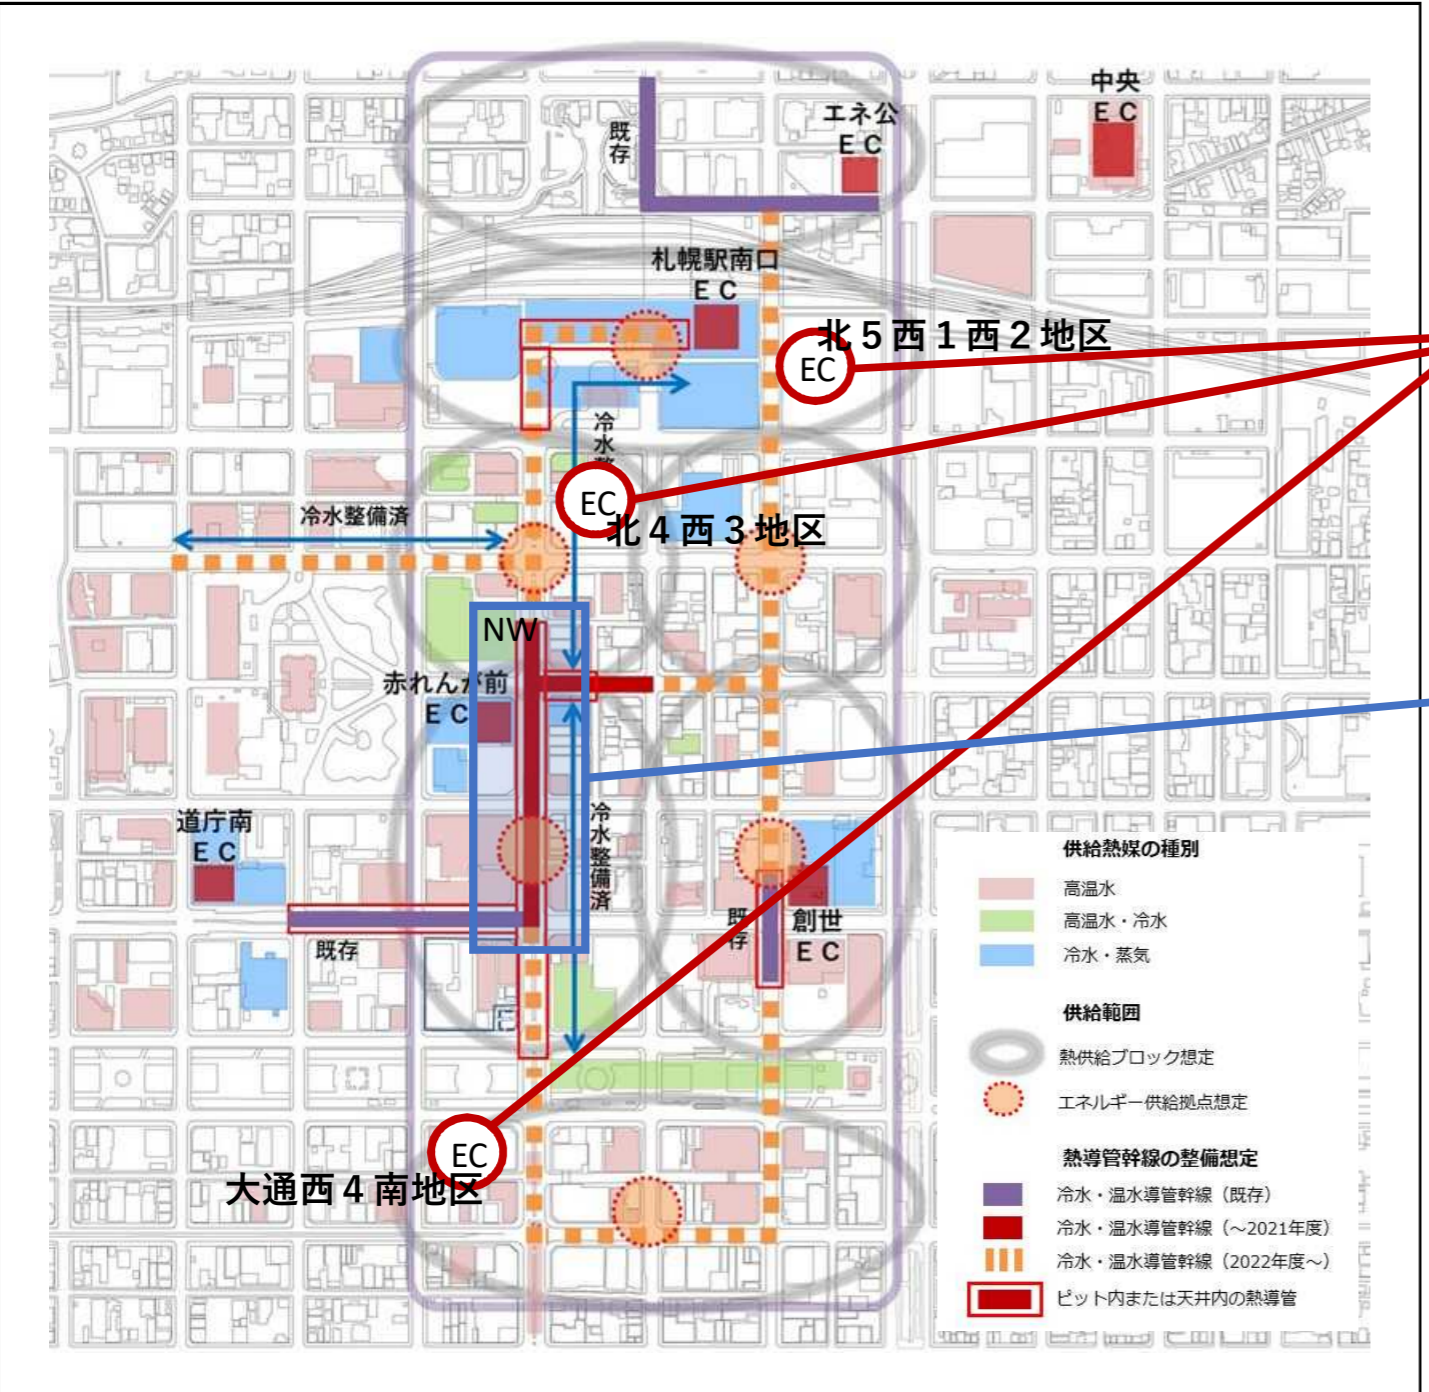 中央
ＥＣ
エネ公
ＥＣ
既存
札幌駅南口
ＥＣ
北５西１西２地区
EC
冷水整
EC
北４西３地区
冷水整備済
NW
赤れんが前
ＥＣ
道庁南
ＥＣ
冷水整備済
既存
既存
創世
ＥＣ
EC
大通西４南地区
供給熱媒の種別
高温水
高温水・冷水
冷水・蒸気
供給範囲
熱供給ブロック想定
エネルギー供給拠点想定
熱導管幹線の整備想定
冷水・温水導管幹線（既存）
冷水・温水導管幹線（～2021年度）
冷水・温水導管幹線（2022年度～）
ピット内または天井内の熱導管